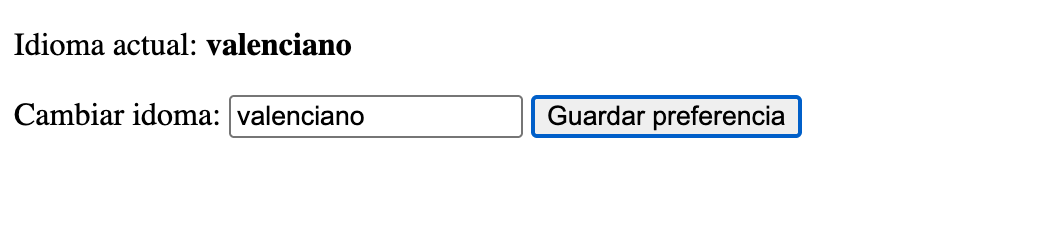 Idioma actual: valenciano
Cambiar idoma: valenciano Guardar preferencia